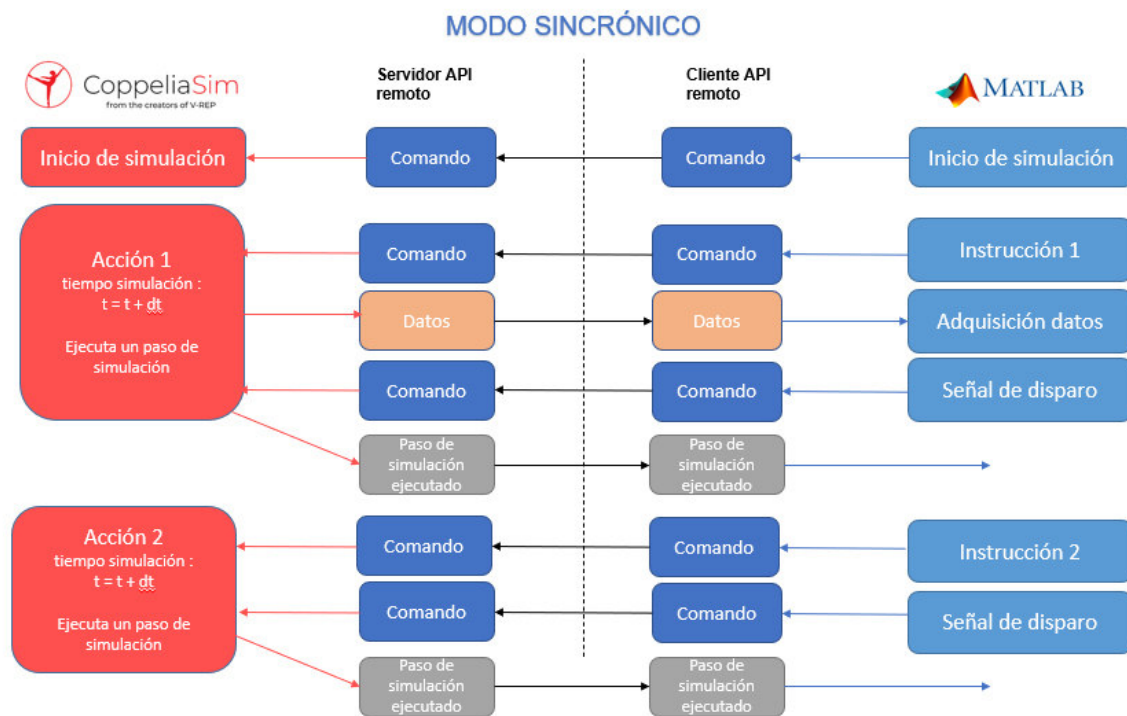 MODO SINCRÓNICO
CoppeliaSim
from the creators of V-REP
Servidor API
remoto
Cliente API
remoto
MATLAB
Inicio de simulación
Comando
Comando
Inicio de simulación
Acción 1
tiempo simulación :
t = t + dt
Ejecuta un paso de
simulación
Comando
Comando
Instrucción 1
Datos
Datos
Adquisición datos
Comando
Comando
Señal de disparo
Paso de
simulación
ejecutado
Paso de
simulación
ejecutado
Acción 2
tiempo simulación :
t = t + dt
Ejecuta un paso de
simulación
Comando
Comando
Instrucción 2
Comando
Comando
Señal de disparo
Paso de
simulación
ejecutado
Paso de
simulación
ejecutado